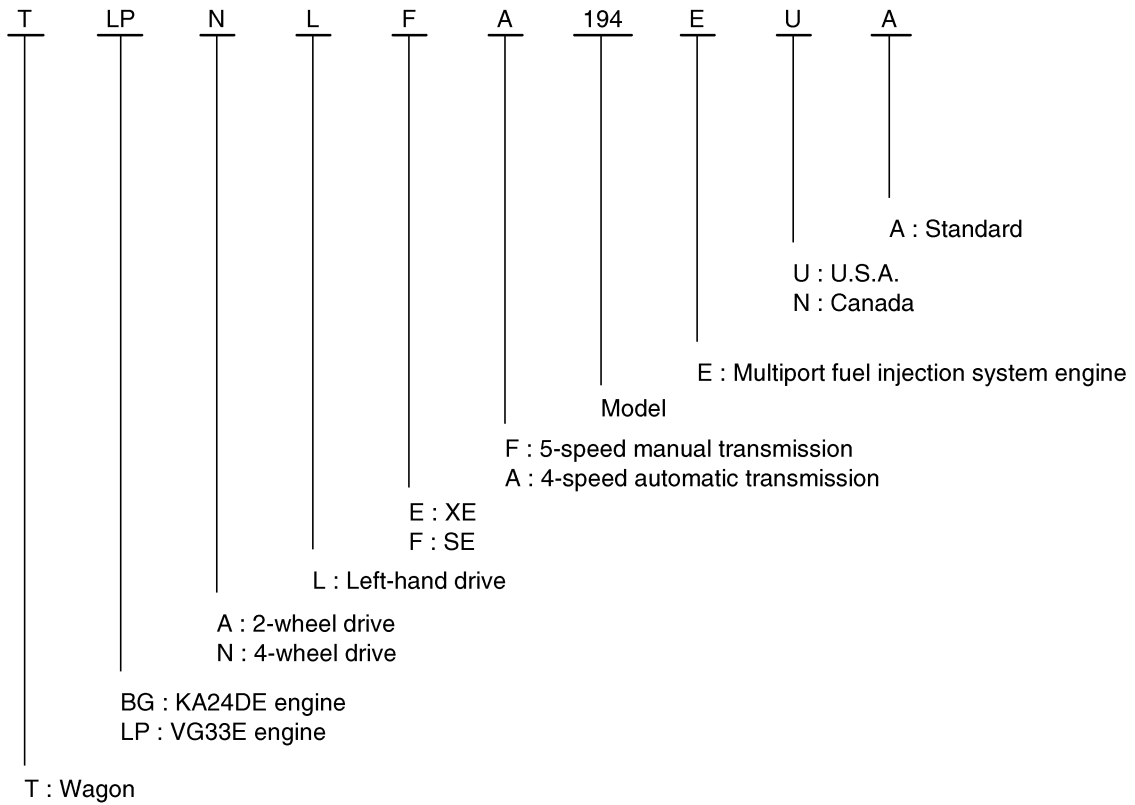 T LP N L F A 194 E U A
A : Standard
U : U.S.A.
N : Canada
E : Multiport fuel injection system engine
Model
F : 5-speed manual transmission
A : 4-speed automatic transmission
E : XE
F : SE
L : Left-hand drive
A : 2-wheel drive
N : 4-wheel drive
BG : KA24DE engine
LP : VG33E engine
T : Wagon